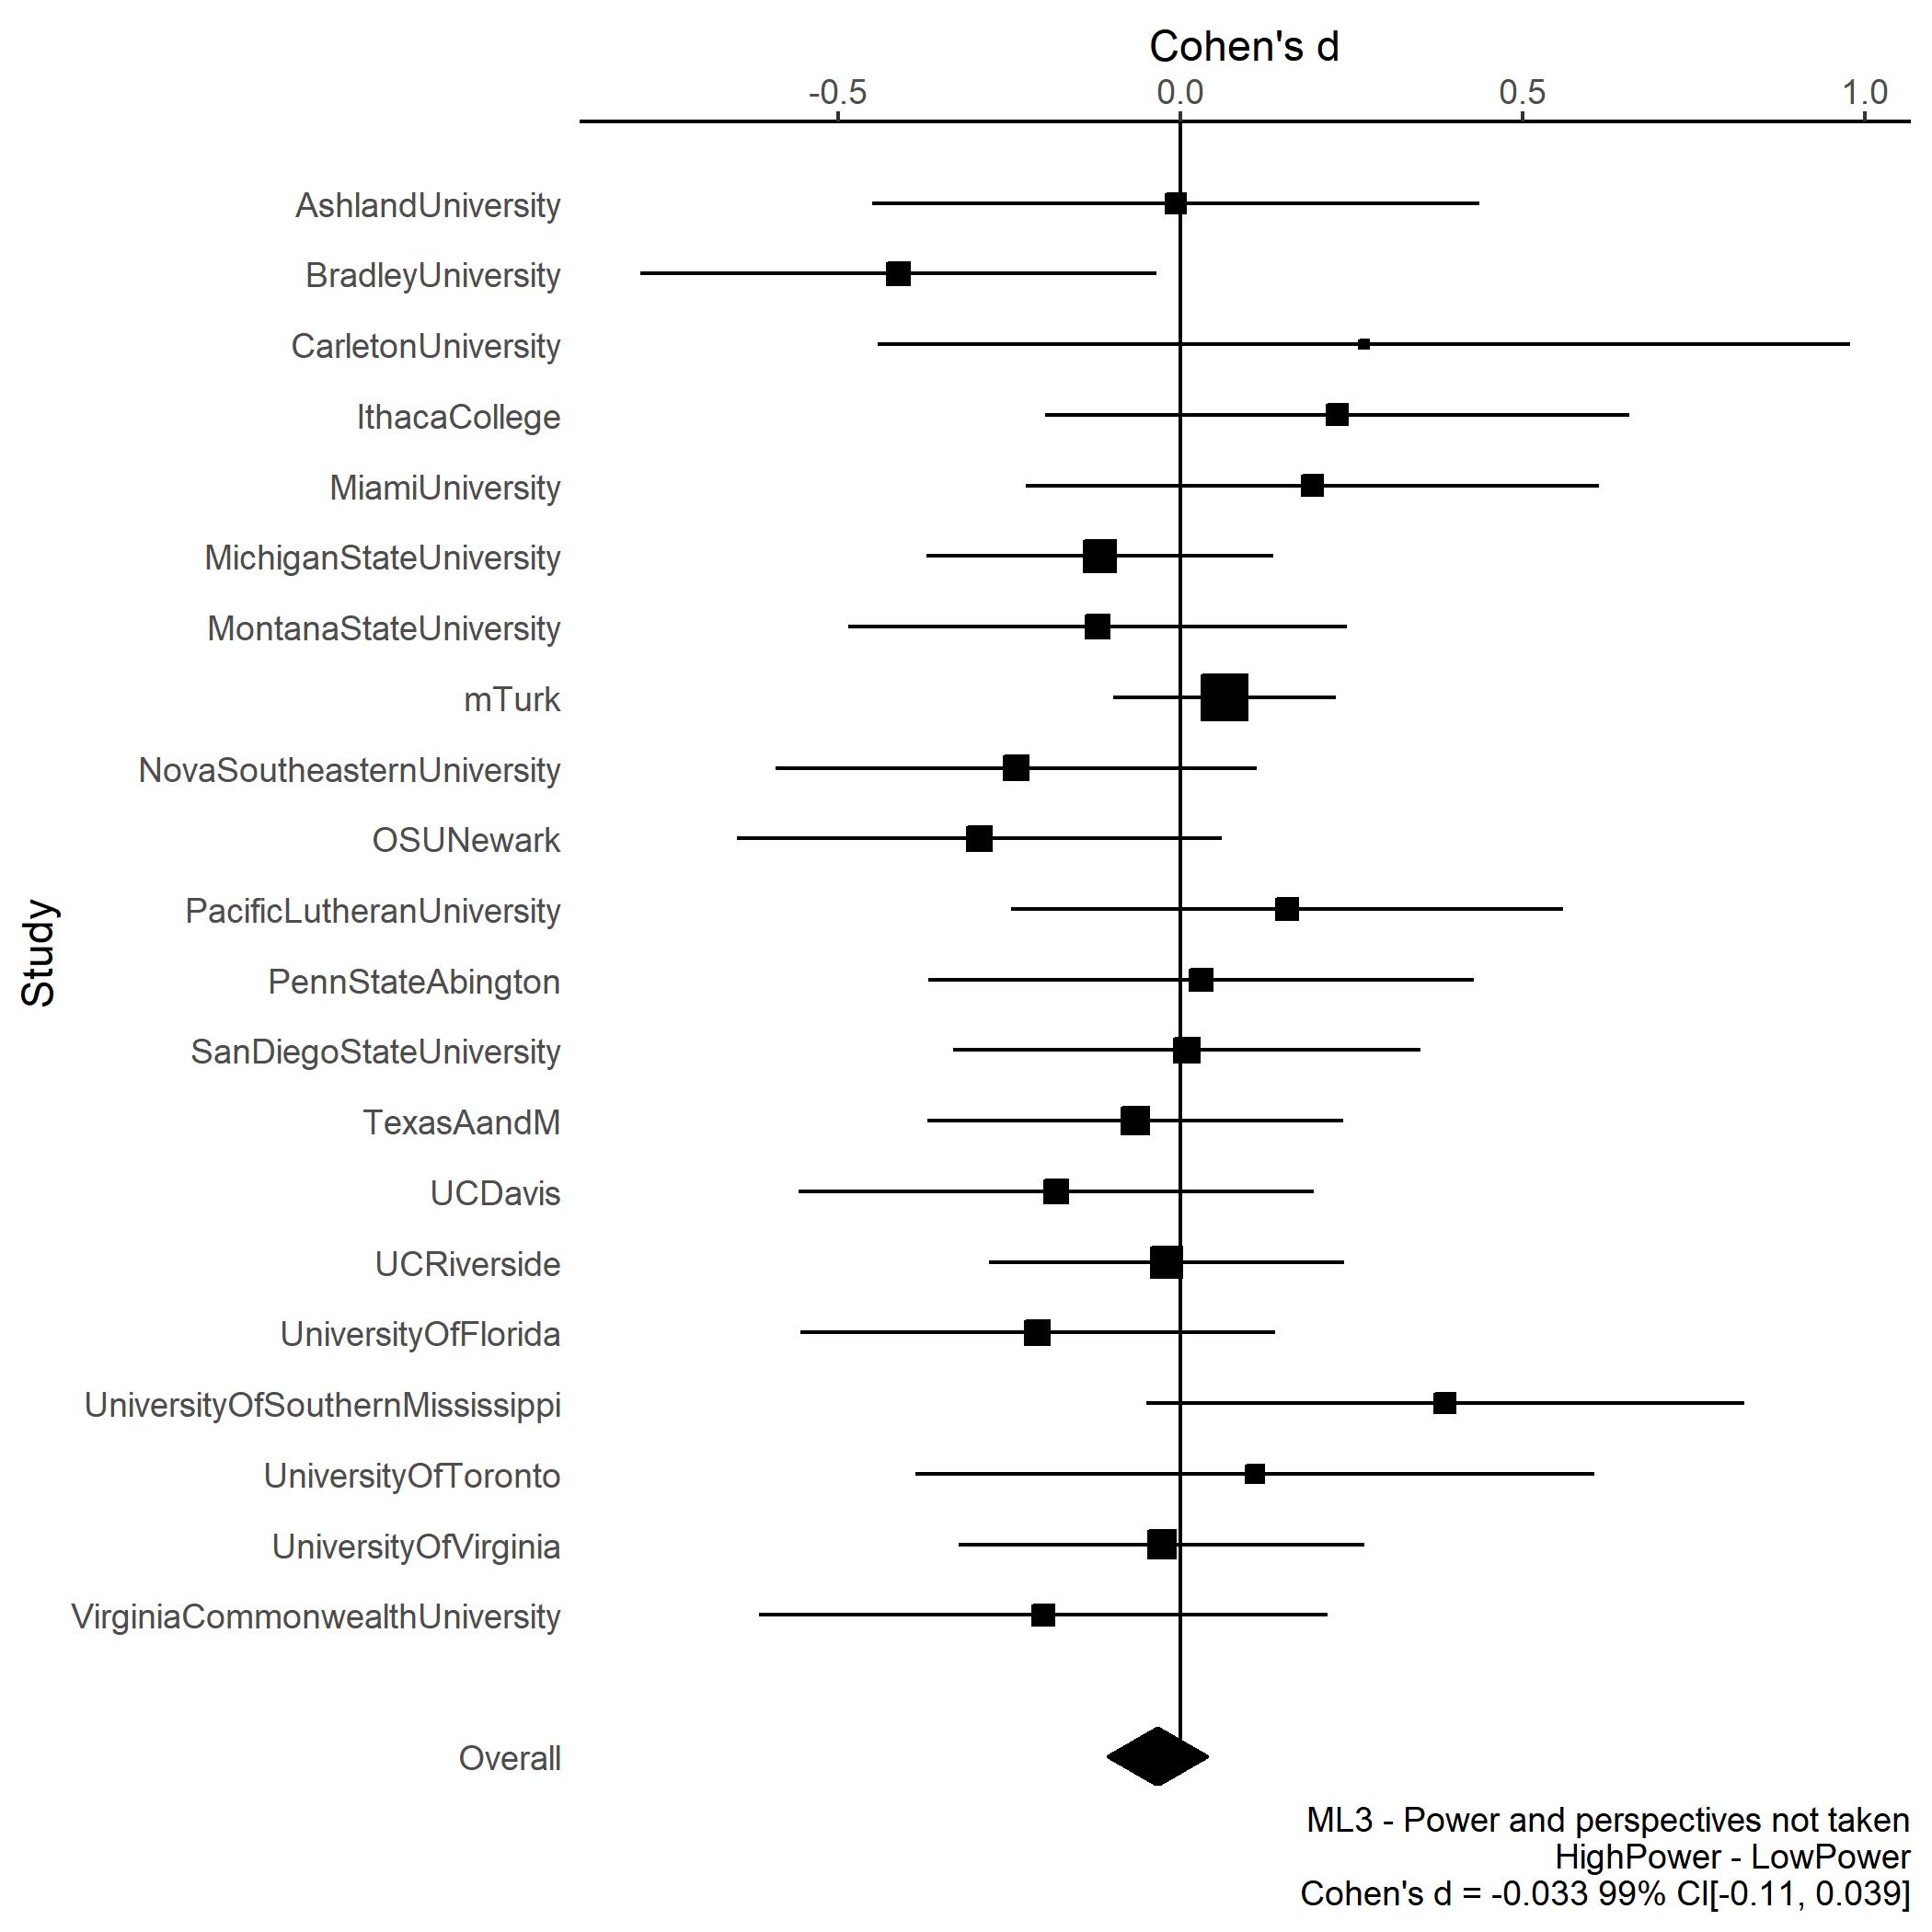 Cohen's d
-0.5 0.0 0.5 1.0
AshlandUniversity
BradleyUniversity
CarletonUniversity
IthacaCollege
MiamiUniversity
MichiganStateUniversity
MontanaStateUniversity
mTurk
NovaSoutheasternUniversity
OSUNewark
PacificLutheranUniversity
PennStateAbington
SanDiegoStateUniversity
TexasAandM
UCDavis
UCRiverside
UniversityOfFlorida
UniversityOfSouthernMississippi
UniversityOfToronto
UniversityOfVirginia
VirginiaCommonwealthUniversity
Overall
Study
ML3 - Power and perspectives not taken
HighPower - LowPower
Cohen's d = -0.033 99% CI[-0.11, 0.039]